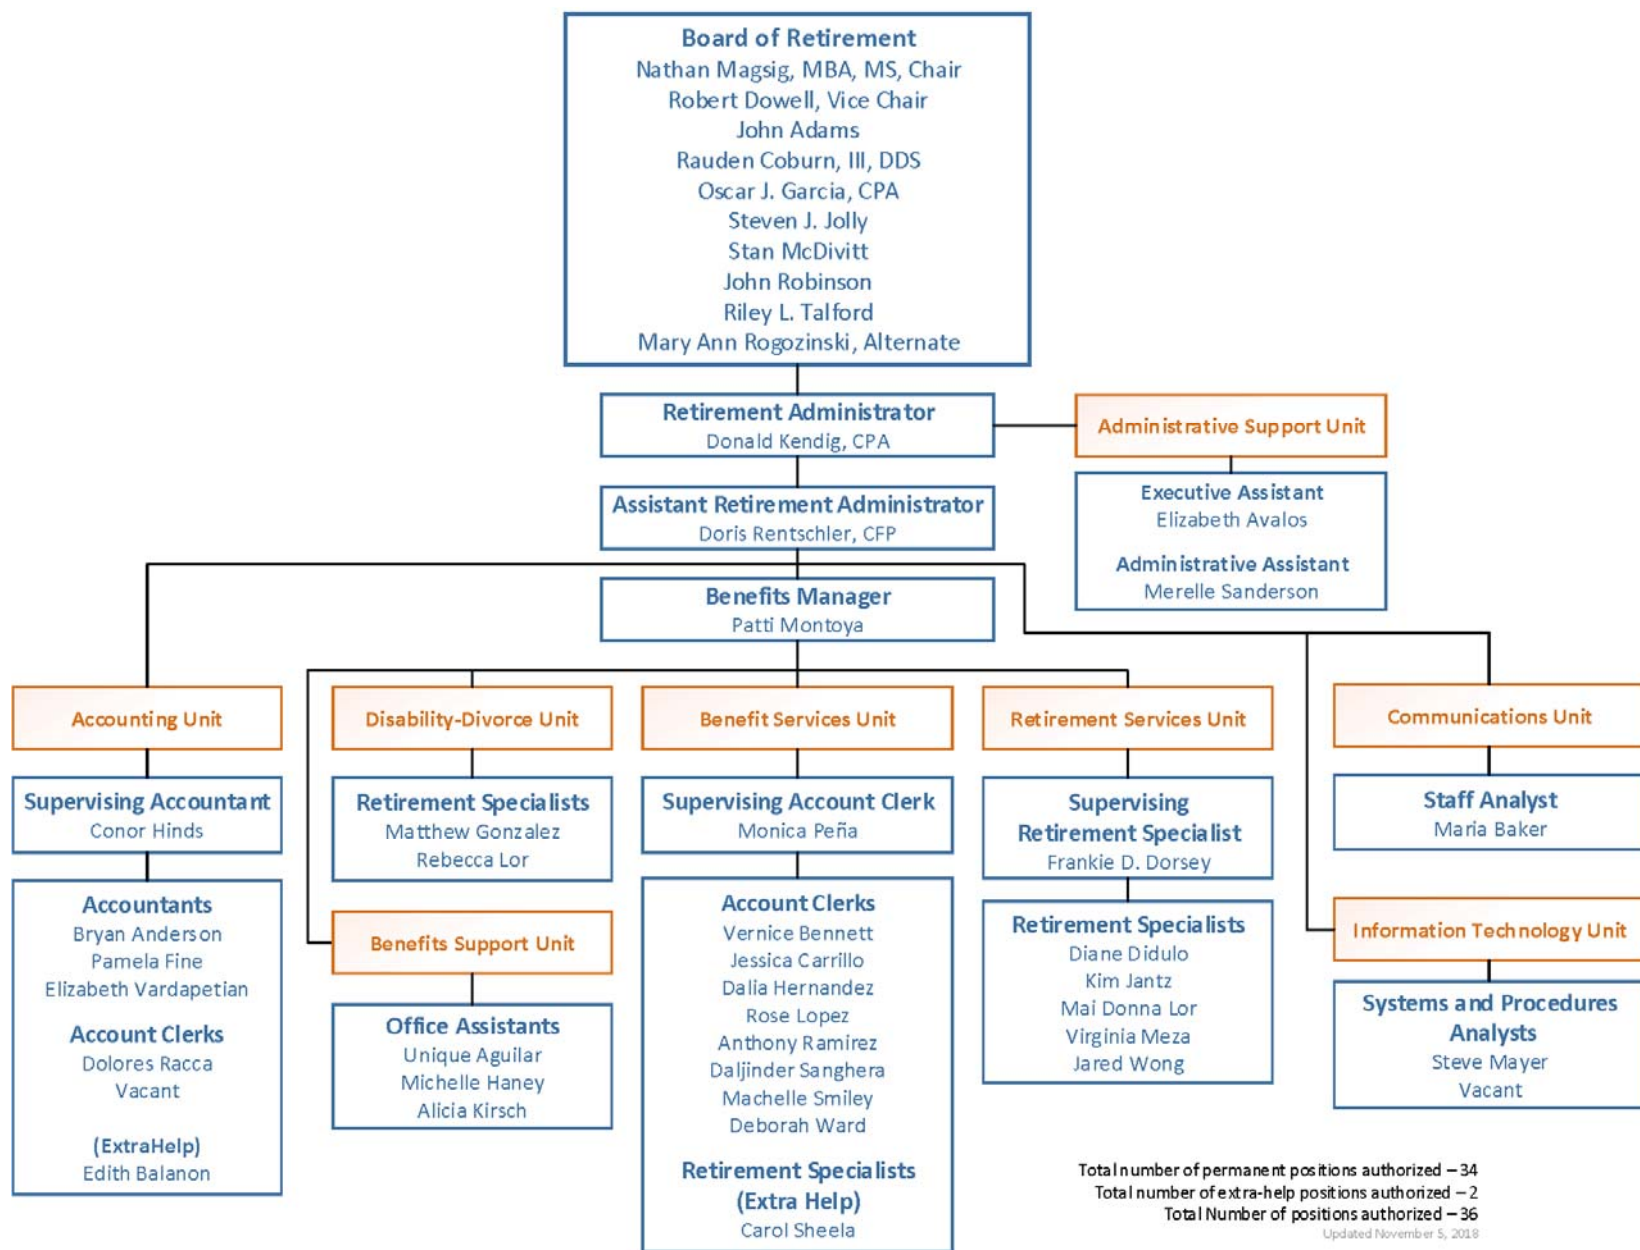 Board of Retirement
Nathan Magsig, MBA, MS, Chair
Robert Dowell, Vice Chair
John Adams
Rauden Coburn, III, DDS
Oscar J. Garcia, CPA
Steven J. Jolly
Stan McDivitt
John Robinson
Riley L. Talford
Mary Ann Rogozinski, Alternate
Retirement Administrator
Donald Kendig, CPA
Administrative Support Unit
Executive Assistant
Elizabeth Avalos
Administrative Assistant
Merelle Sanderson
Assistant Retirement Administrator
Doris Rentschler, CFP
Benefits Manager
Patti Montoya
Accounting Unit
Supervising Accountant
Conor Hinds
Accountants
Bryan Anderson
Pamela Fine
Elizabeth Vardapetian
Account Clerks
Dolores Racca
Vacant
(ExtraHelp)
Edith Balanon
Disability-Divorce Unit
Retirement Specialists
Matthew Gonzalez
Rebecca Lor
Benefits Support Unit
Office Assistants
Unique Aguilar
Michelle Haney
Alicia Kirsch
Benefit Services Unit
Supervising Account Clerk
Monica Peña
Account Clerks
Vernice Bennett
Jessica Carrillo
Dalia Hernandez
Rose Lopez
Anthony Ramirez
Daljinder Sanghera
Machelle Smiley
Deborah Ward
Retirement Specialists
(Extra Help)
Carol Sheela
Retirement Services Unit
Supervising
Retirement Specialist
Frankie D. Dorsey
Retirement Specialists
Diane Didulo
Kim Jantz
Mai Donna Lor
Virginia Meza
Jared Wong
Communications Unit
Staff Analyst
Maria Baker
Information Technology Unit
Systems and Procedures
Analysts
Steve Mayer
Vacant
Total number of permanent positions authorized – 34
Total number of extra-help positions authorized – 2
Total Number of positions authorized – 36
Updated November 5, 2018